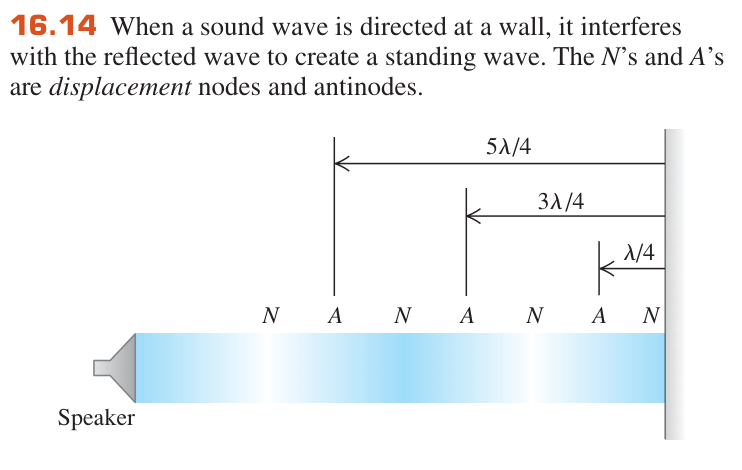 16.14 When a sound wave is directed at a wall, it interferes
with the reflected wave to create a standing wave. The N’s and A’s
are displacement nodes and antinodes.
5λ/4
3λ/4
λ/4
N A N A N A N
Speaker